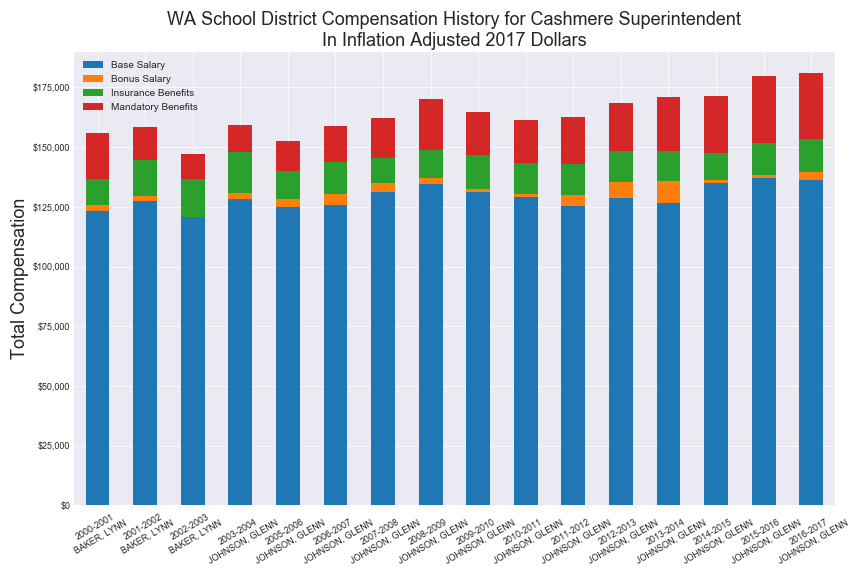 WA School District Compensation History for Cashmere Superintendent
In Inflation Adjusted 2017 Dollars
Base Salary
Bonus Salary
Insurance Benefits
Mandatory Benefits
Total Compensation
$175,000
$150,000
$125,000
$100,000
$75,000
$50,000
$25,000
$0
2000-2001
BAKER, LYNN
2001-2002
BAKER, LYNN
2002-2003
BAKER, LYNN
2003-2004
JOHNSON, GLENN
2005-2006
JOHNSON, GLENN
2006-2007
JOHNSON, GLENN
2007-2008
JOHNSON, GLENN
2008-2009
JOHNSON, GLENN
2009-2010
JOHNSON, GLENN
2010-2011
JOHNSON, GLENN
2011-2012
JOHNSON, GLENN
2012-2013
JOHNSON, GLENN
2013-2014
JOHNSON, GLENN
2014-2015
JOHNSON, GLENN
2015-2016
JOHNSON, GLENN
2016-2017
JOHNSON, GLENN